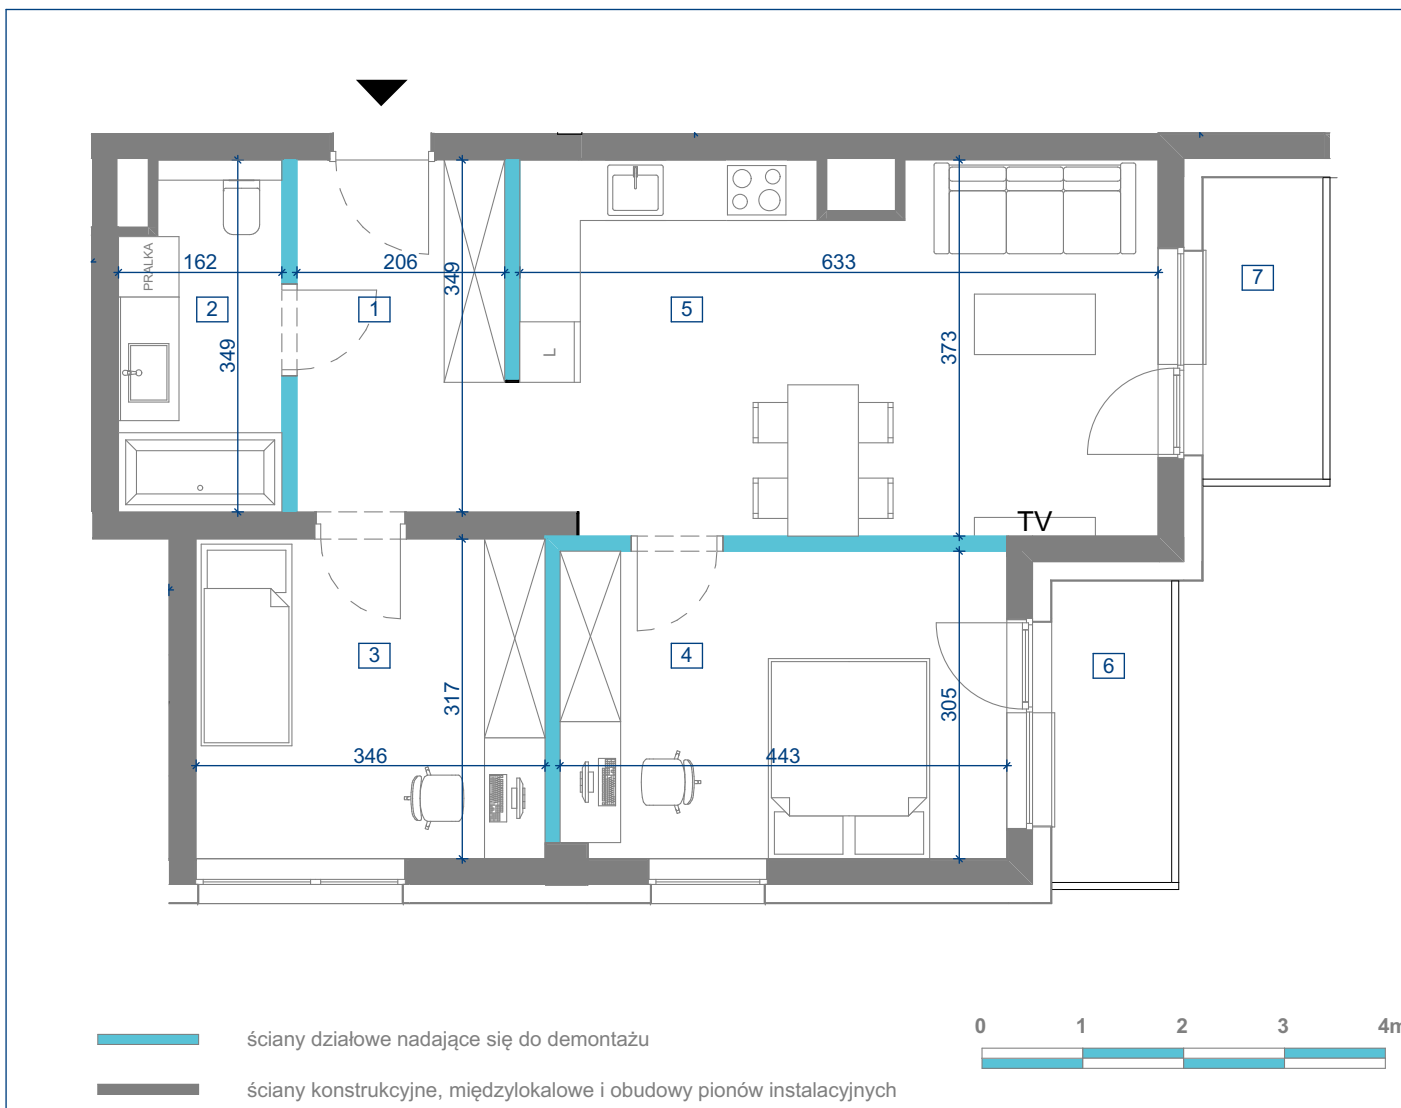 162
206
349
633
PRALKA
2
1
5
7
349
373
L
TV
3
4
6
317
305
346
443
0 1 2 3 4m
ściany działowe nadające się do demontażu
ściany konstrukcyjne, międzylokalowe i obudowy pionów instalacyjnych